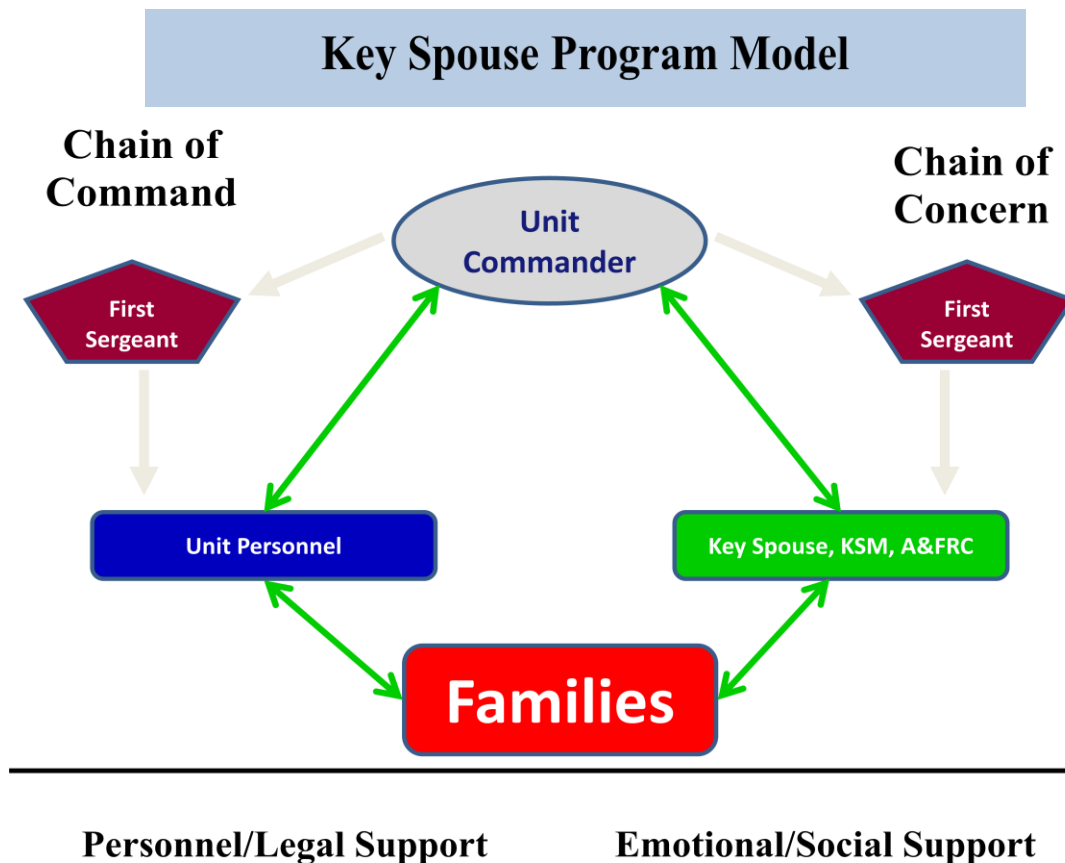 Key Spouse Program Model
Chain of
Command
Chain of
Concern
Unit
Commander
First
Sergeant
First
Sergeant
Unit Personnel
Key Spouse, KSM, A&FRC
Families
Personnel/Legal Support
Emotional/Social Support